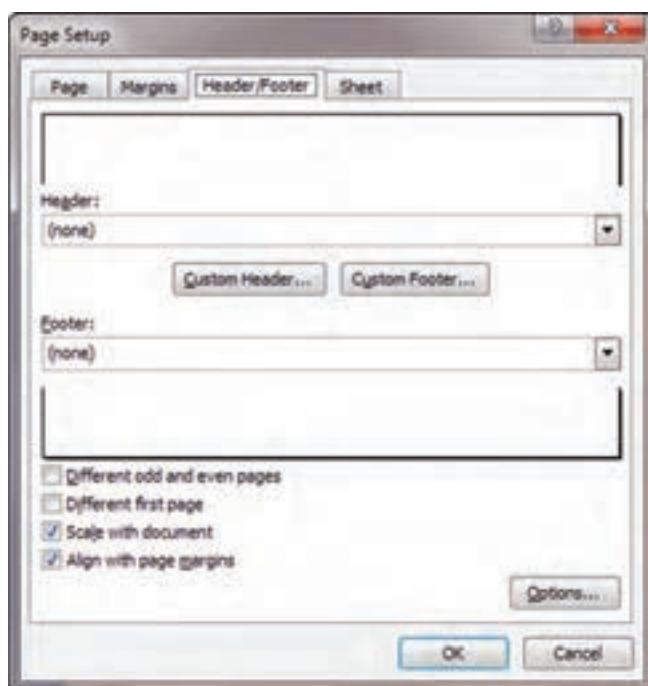 Page Setup
Page Margins Header/Footer Sheet
Header:
(none)
Custom Header... Custom Footer...
Footer:
(none)
Different odd and even pages
Different first page
Scale with document
Align with page margins
Options...
OK Cancel